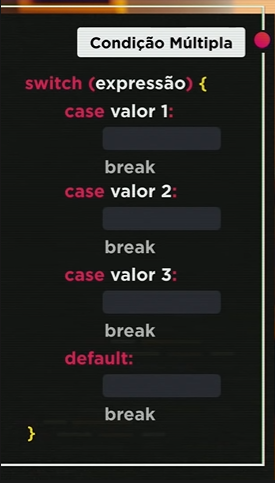 Condição Múltipla
switch (expressão) {
case valor 1:
break
case valor 2:
break
case valor 3:
break
default:
break
}